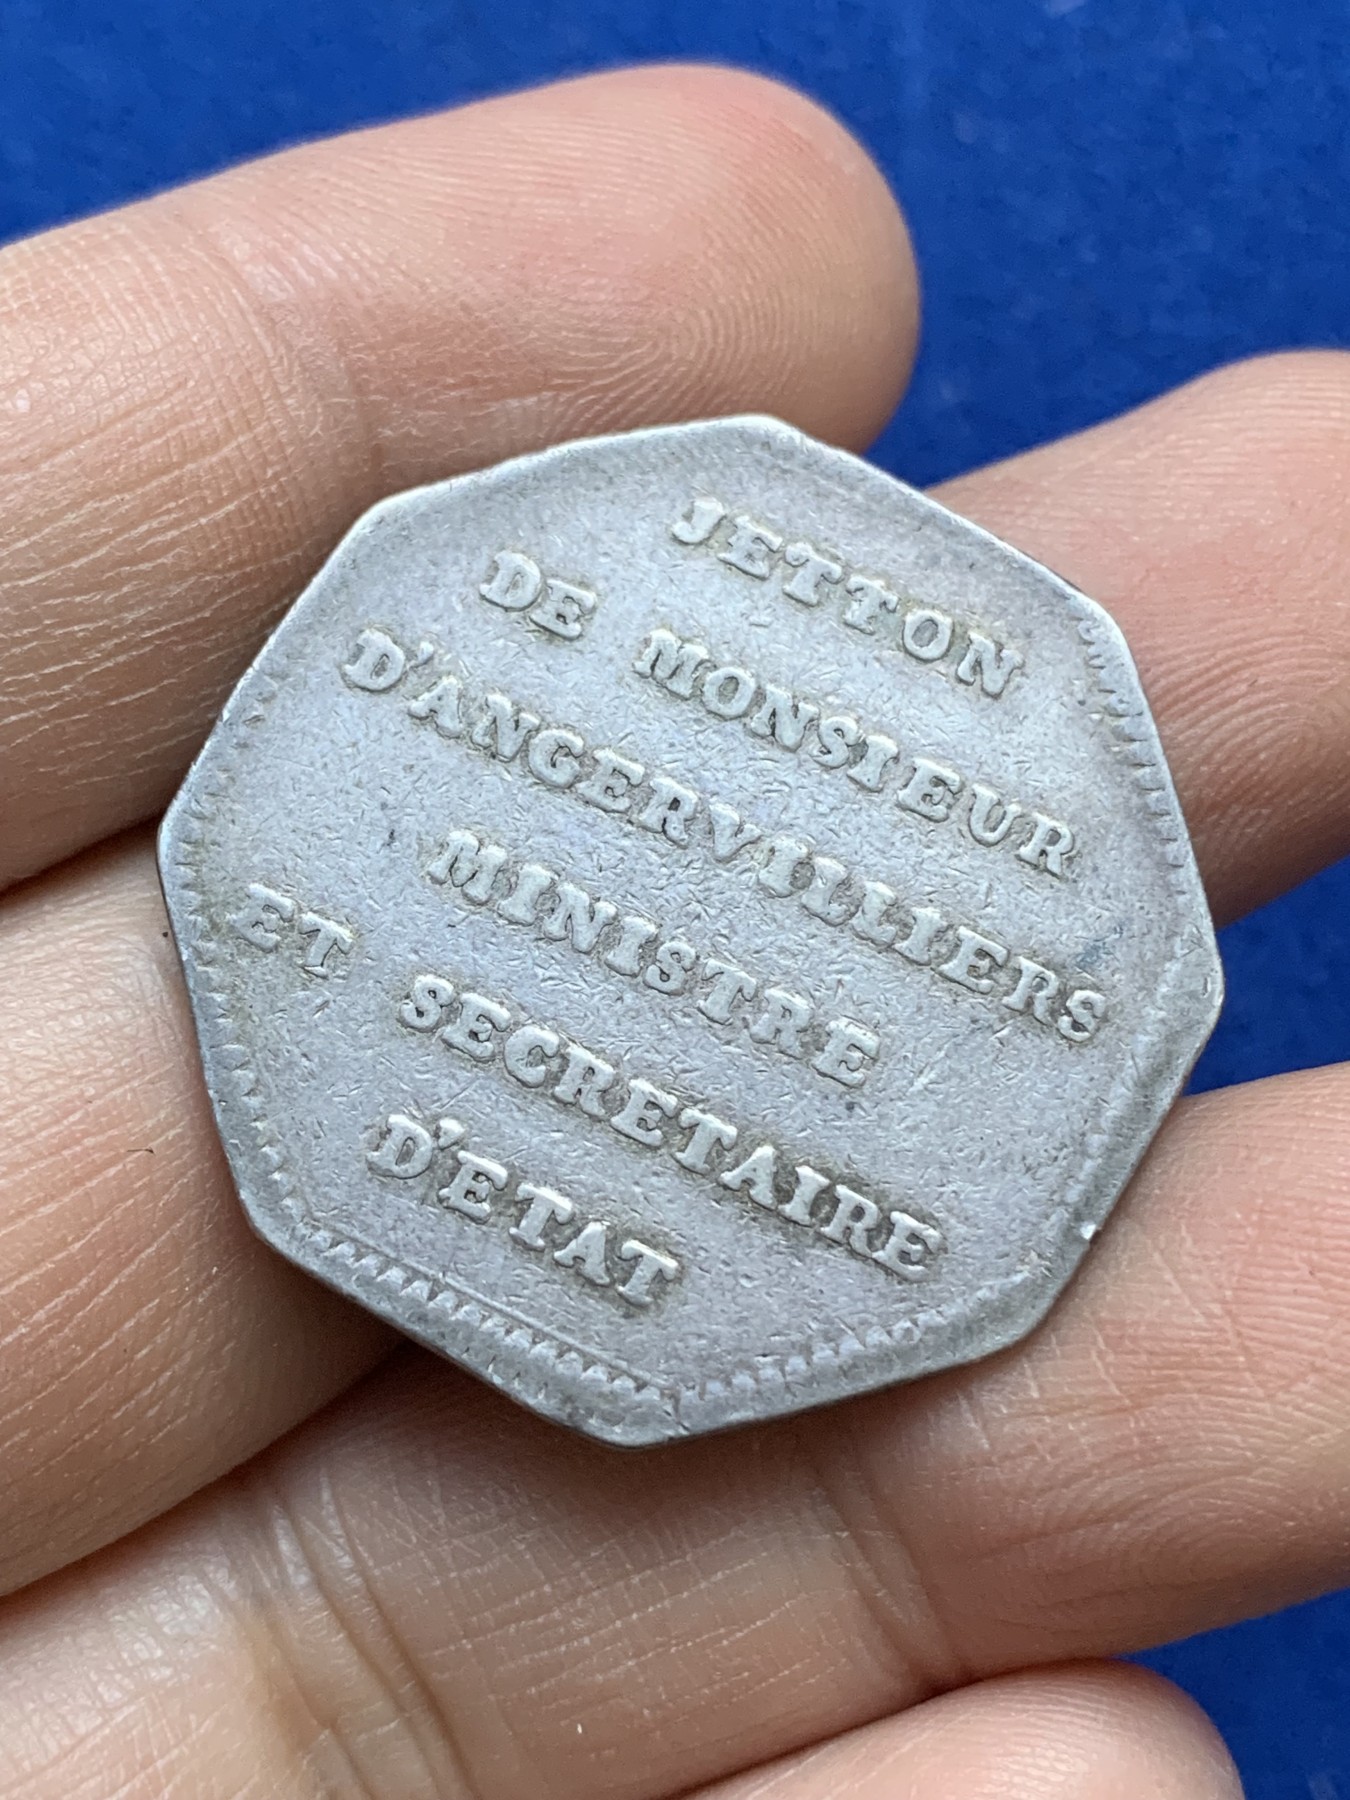 JETTON
DE MONSIEUR
D'ANGERVILLIERS
MINISTRE
ET SECRETAIRE
D'ETAT